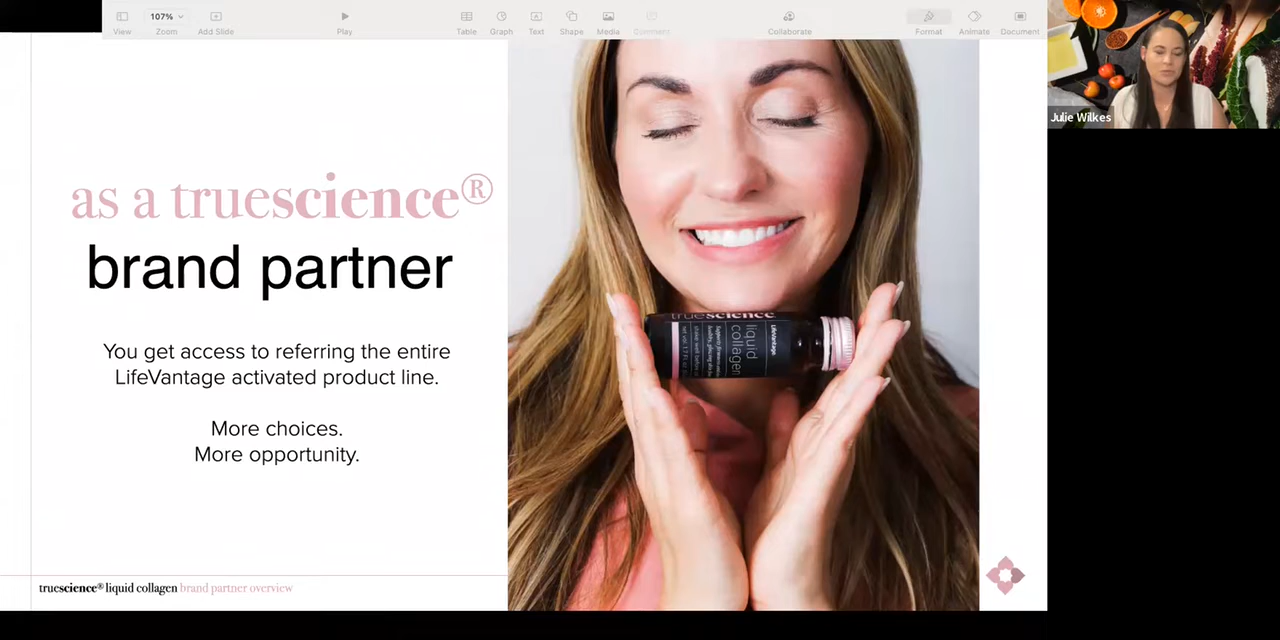 107%
View
Zoom
Add Slide
Play
Table
Graph
Text
Shape
Media
Comment
Collaborate
Format
Animate
Document
Julie Wilkes
as a truescience®
brand partner
You get access to referring the entire
LifeVantage activated product line.
More choices.
More opportunity.
truescience
liquid
collagen
LifeVantage
truescience® liquid collagen brand partner overview